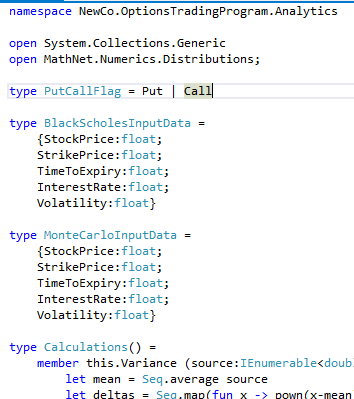 namespace NewCo.OptionsTradingProgram.Analytics
open System.Collections.Generic
open MathNet.Numerics.Distributions;
type PutCallFlag = Put | Call
type BlackScholesInputData =
{StockPrice:float;
StrikePrice:float;
TimeToExpiry:float;
InterestRate:float;
Volatility:float}
type MonteCarloInputData =
{StockPrice:float;
StrikePrice:float;
TimeToExpiry:float;
InterestRate:float;
Volatility:float}
type Calculations() =
member this.Variance (source:IEnumerable<doub
let mean = Seq.average source
let deltas = Seq.map(fun x -> pown(x-mean